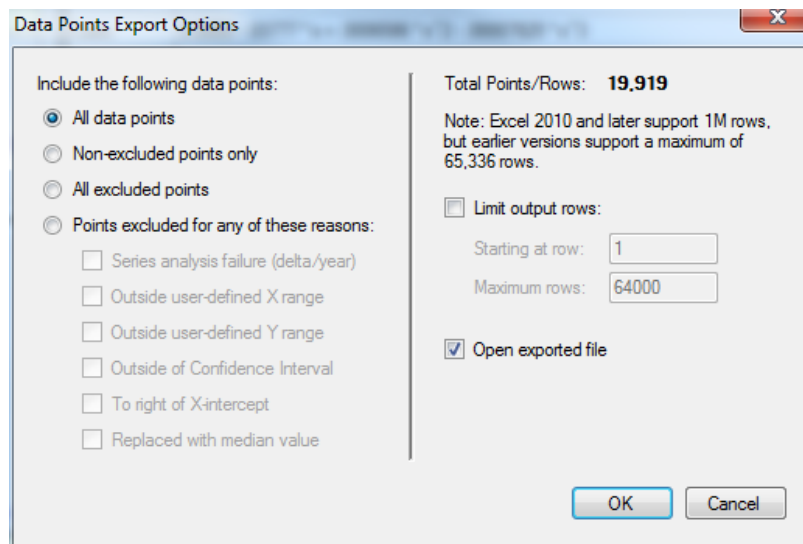 Data Points Export Options
Include the following data points:
All data points
Non-excluded points only
All excluded points
Points excluded for any of these reasons:
Series analysis failure (delta/year)
Outside user-defined X range
Outside user-defined Y range
Outside of Confidence Interval
To right of X-intercept
Replaced with median value
Total Points/Rows: 19,919
Note: Excel 2010 and later support 1M rows,
but earlier versions support a maximum of
65,336 rows.
Limit output rows:
Starting at row: 1
Maximum rows: 64000
Open exported file
OK Cancel